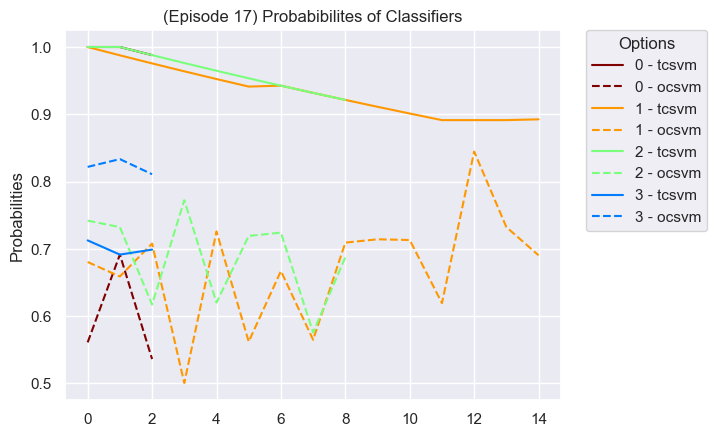 (Episode 17) Probabibilites of Classifiers
Probabilities
1.0
0.9
0.8
0.7
0.6
0.5
0 2 4 6 8 10 12 14
Options
0 - tcsvm
0 - ocsvm
1 - tcsvm
1 - ocsvm
2 - tcsvm
2 - ocsvm
3 - tcsvm
3 - ocsvm